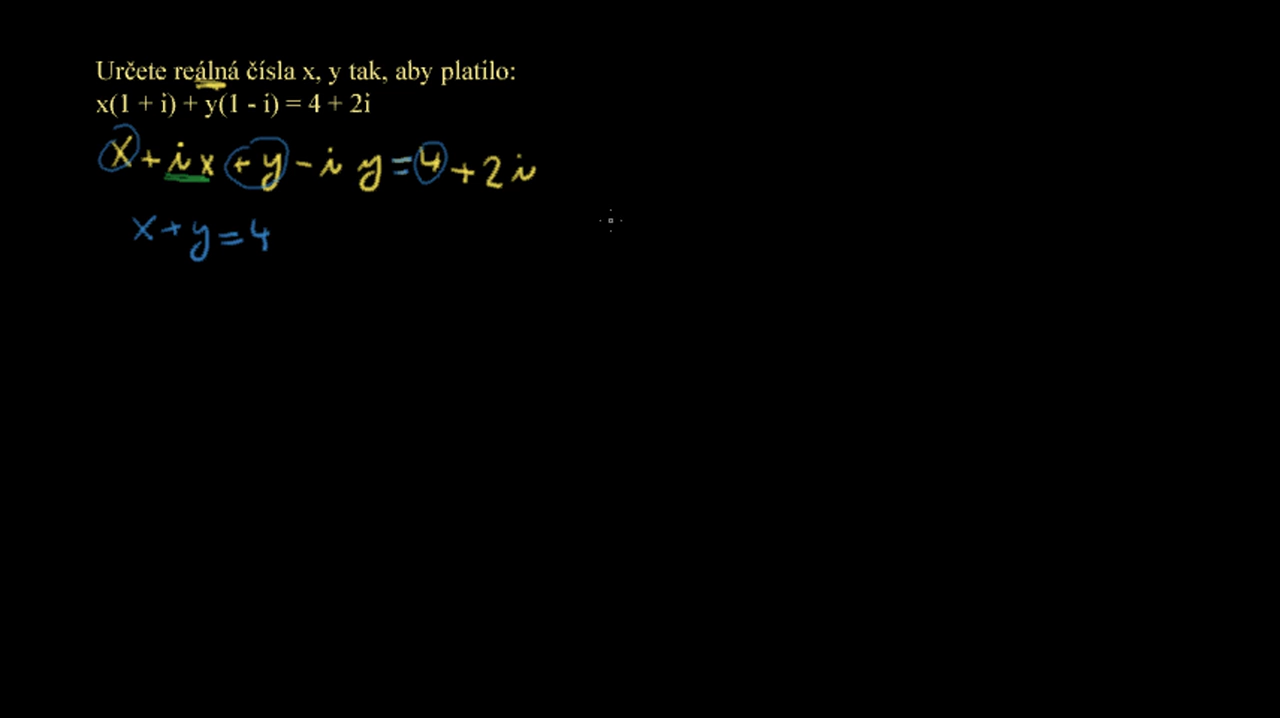 Určete reálná čísla x, y tak, aby platilo:
x(1 + i) + y(1 - i) = 4 + 2i
x + ix + y - iy = 4 + 2i
x + y = 4